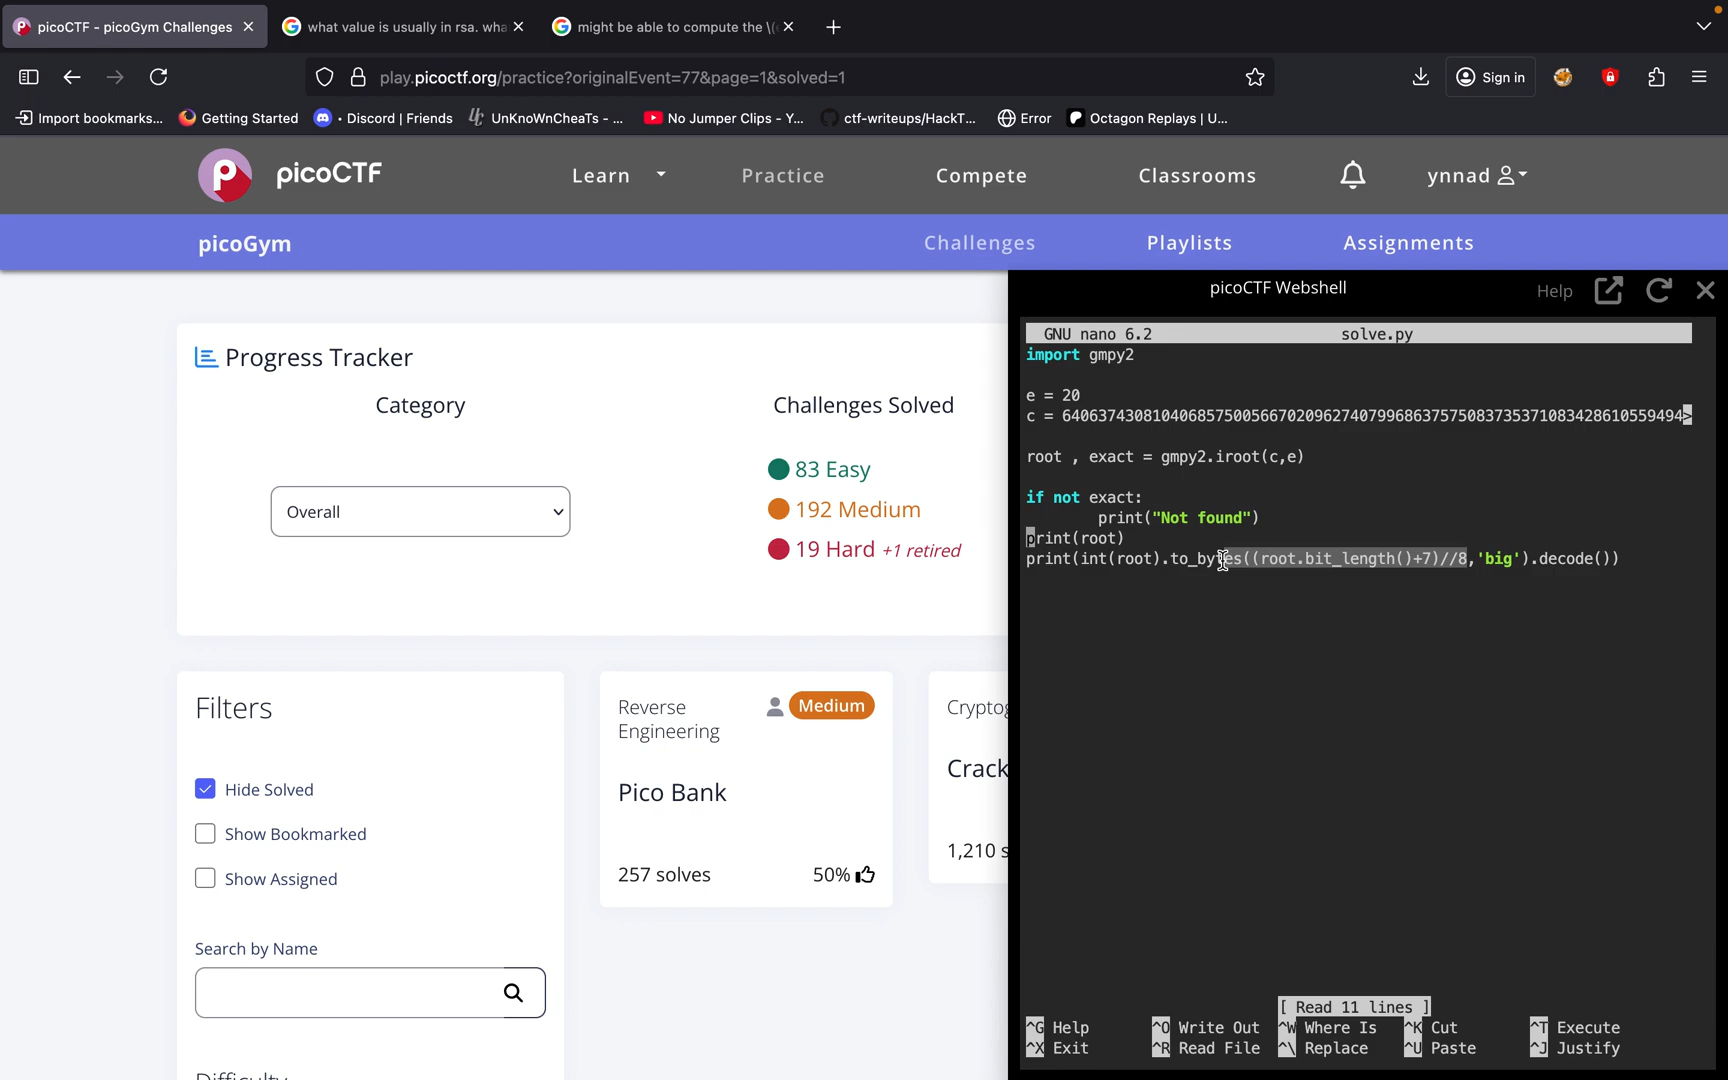 picoCTF - picoGym Challenges
what value is usually in rsa. wha
might be able to compute the \(
play.picoctf.org/practice?originalEvent=77&page=1&solved=1
Sign in
Import bookmarks...
Getting Started
• Discord | Friends
UnKnoWnCheaTs - ...
No Jumper Clips - Y...
ctf-writeups/HackT...
Error
Octagon Replays | U...
picoCTF
Learn
Practice
Compete
Classrooms
ynnad
picoGym
Challenges
Playlists
Assignments
picoCTF Webshell
Help
Progress Tracker
Category
Challenges Solved
Overall
83 Easy
192 Medium
19 Hard +1 retired
Filters
Hide Solved
Show Bookmarked
Show Assigned
Search by Name
Reverse Engineering
Medium
Pico Bank
257 solves
50%
Cryptog
Crack
1,210 s
GNU nano 6.2
solve.py
import gmpy2
e = 20
c = 640637430810406857500566702096274079968637575083735371083428610559494>
root , exact = gmpy2.iroot(c,e)
if not exact:
print("Not found")
print(root)
print(int(root).to_bytes((root.bit_length()+7)//8,'big').decode())
[ Read 11 lines ]
^G Help
^O Write Out
^W Where Is
^K Cut
^T Execute
^X Exit
^R Read File
^\ Replace
^U Paste
^J Justify